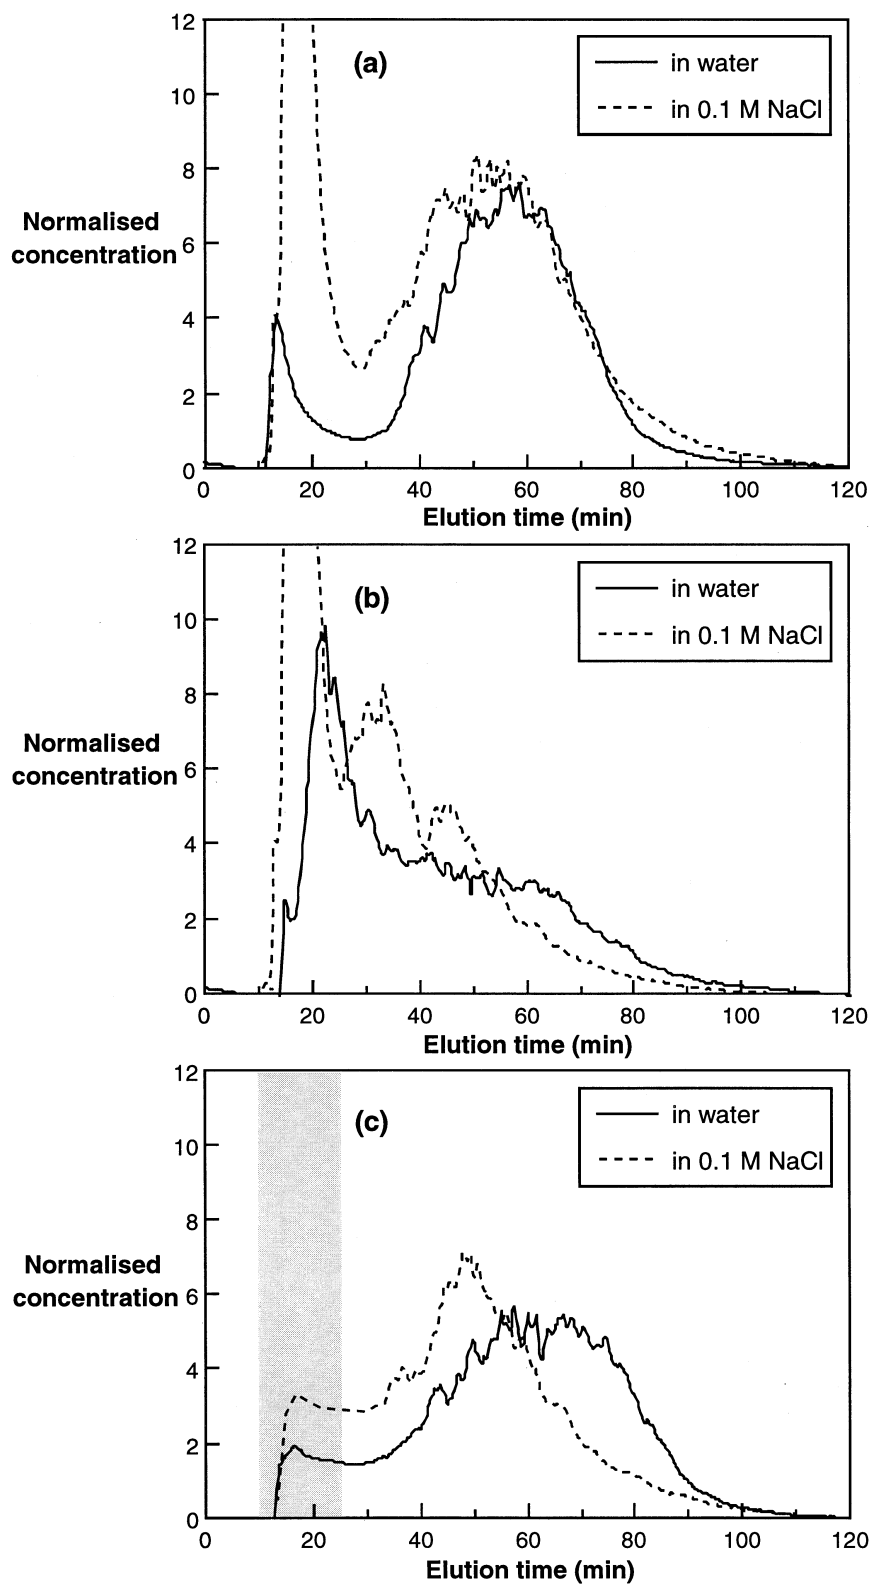 12
(a)
in water
in 0.1 M NaCl
10
8
Normalised
concentration
6
4
2
0
0 20 40 60 80 100 120
Elution time (min)
12
(b)
in water
in 0.1 M NaCl
10
8
Normalised
concentration
6
4
2
0
0 20 40 60 80 100 120
Elution time (min)
12
(c)
in water
in 0.1 M NaCl
10
8
Normalised
concentration
6
4
2
0
0 20 40 60 80 100 120
Elution time (min)